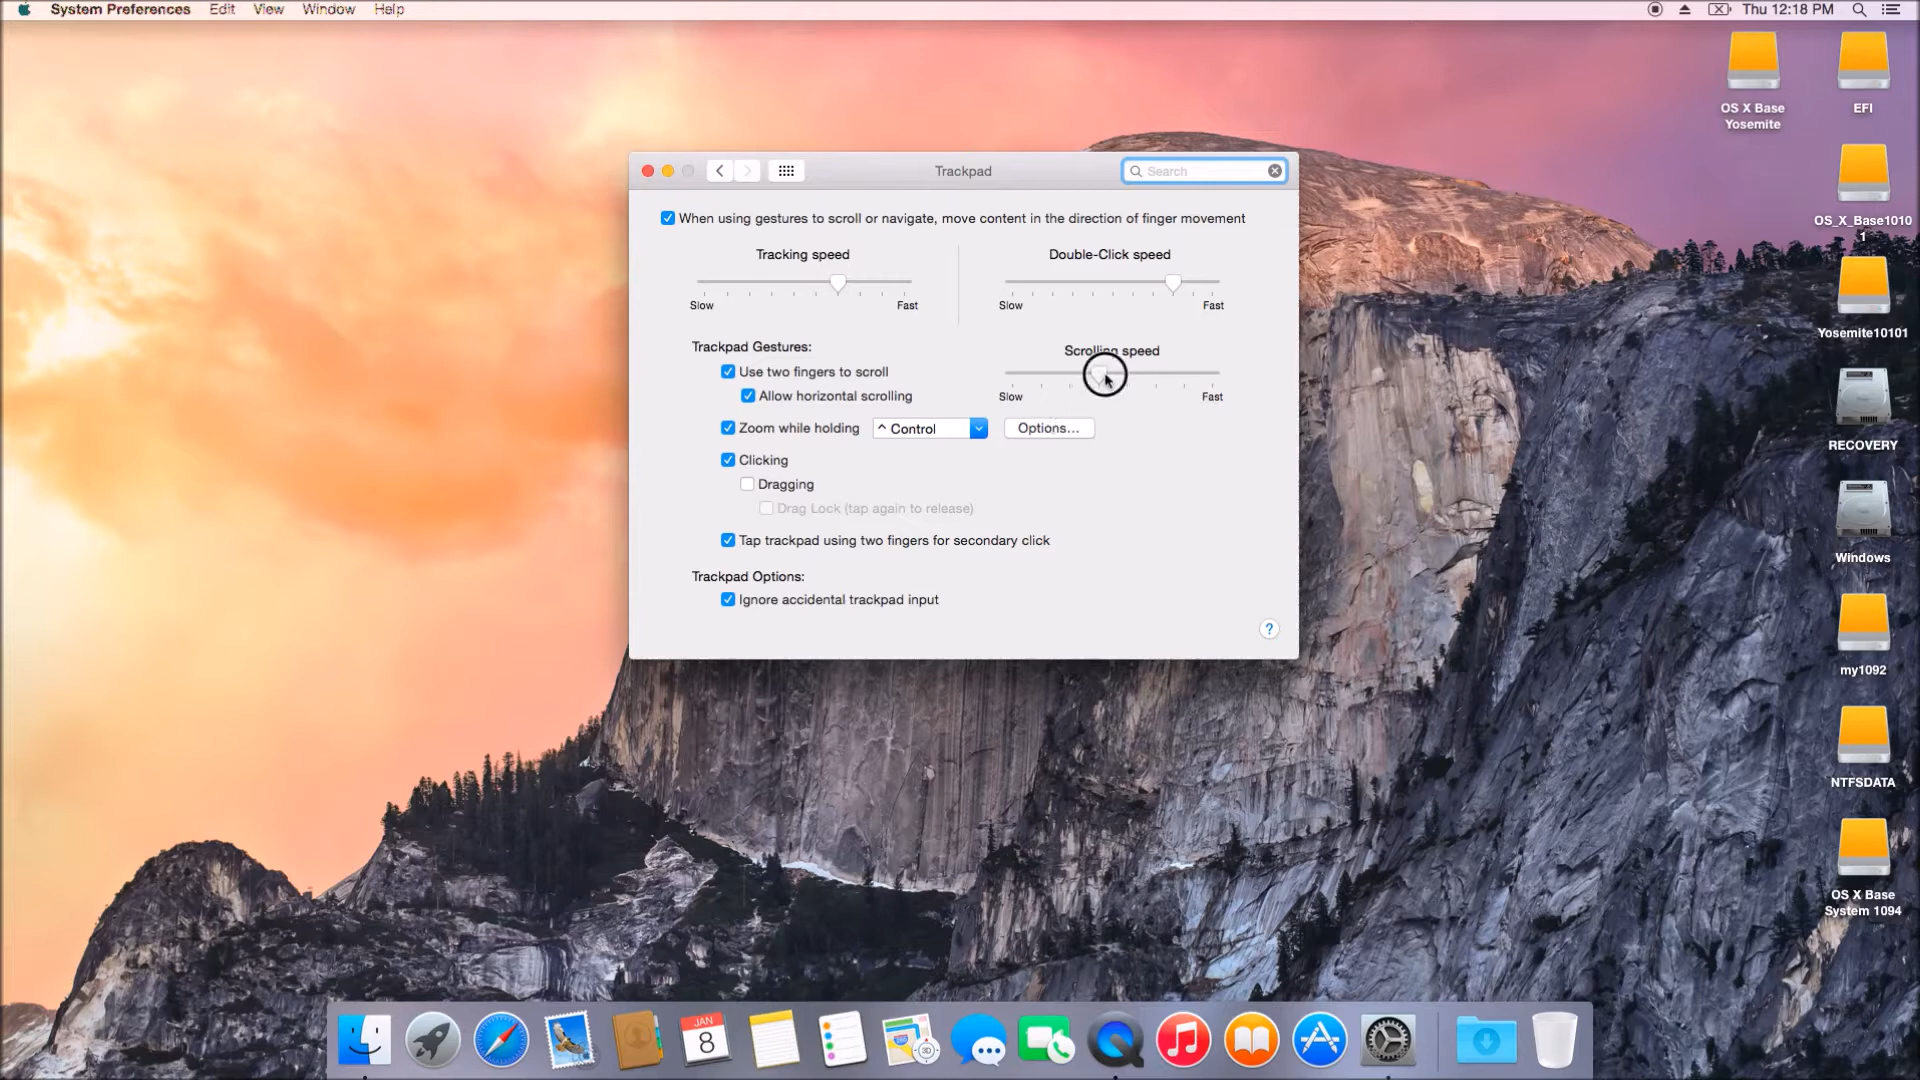 System Preferences Edit View Window Help
Thu 12:18 PM
OS X Base
Yosemite
EFI
OS_X_Base1010
1
Yosemite10101
RECOVERY
Windows
my1092
NTFSDATA
OS X Base
System 1094
Trackpad
Search
When using gestures to scroll or navigate, move content in the direction of finger movement
Tracking speed
Slow Fast
Double-Click speed
Slow Fast
Trackpad Gestures:
Scrolling speed
Slow Fast
Use two fingers to scroll
Allow horizontal scrolling
Zoom while holding ^ Control Options...
Clicking
Dragging
Drag Lock (tap again to release)
Tap trackpad using two fingers for secondary click
Trackpad Options:
Ignore accidental trackpad input
?
JAN
8
3D